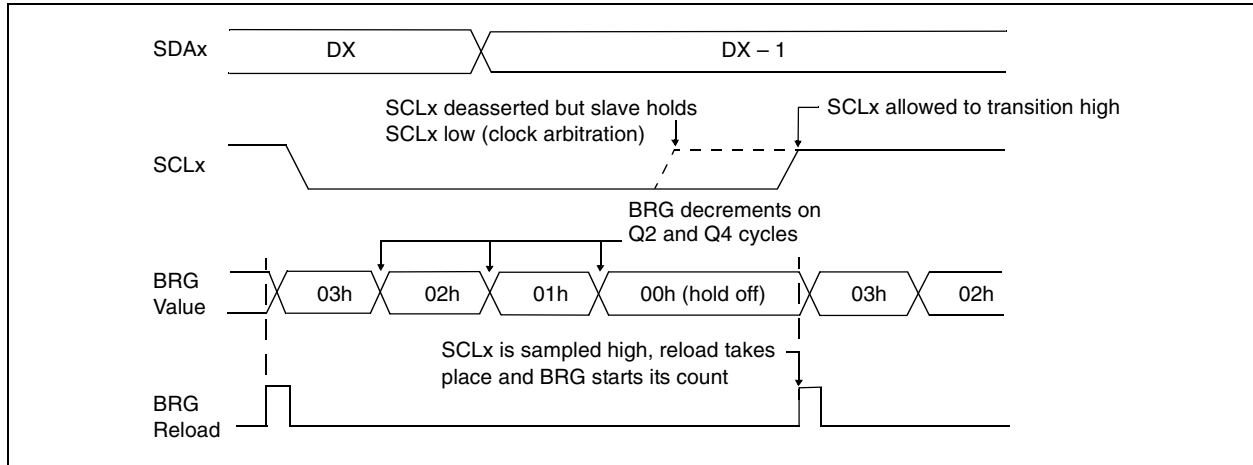 SDAx
DX
DX – 1
SCLx deasserted but slave holds
SCLx low (clock arbitration)
SCLx allowed to transition high
SCLx
BRG decrements on
Q2 and Q4 cycles
BRG
Value
03h
02h
01h
00h (hold off)
03h
02h
SCLx is sampled high, reload takes
place and BRG starts its count
BRG
Reload